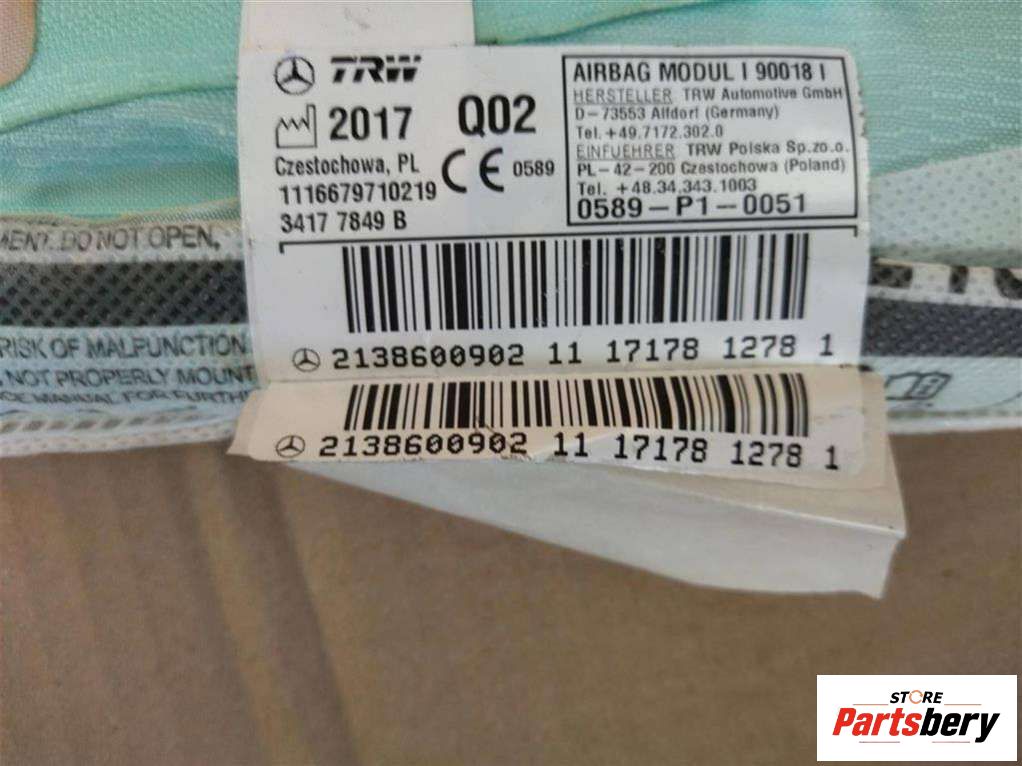 TRW
2017 Q02
Czestochowa, PL
1116679710219
CE 0589
3417 7849 B
AIRBAG MODUL I 90018 I
HERSTELLER TRW Automotive GmbH
D-73553 Alfdorf (Germany)
Tel. +49.7172.302.0
EINFUEHRER TRW Polska Sp.zo.o.
PL-42-200 Czestochowa (Poland)
Tel. +48.34.343.1003
0589-P1-0051
DO NOT OPEN.
2138600902 11 17178 1278 1
RISK OF MALFUNCTION
NOT PROPERLY MOUNT
MANUAL FOR
2138600902 11 17178 1278 1
STORE
Partsbery